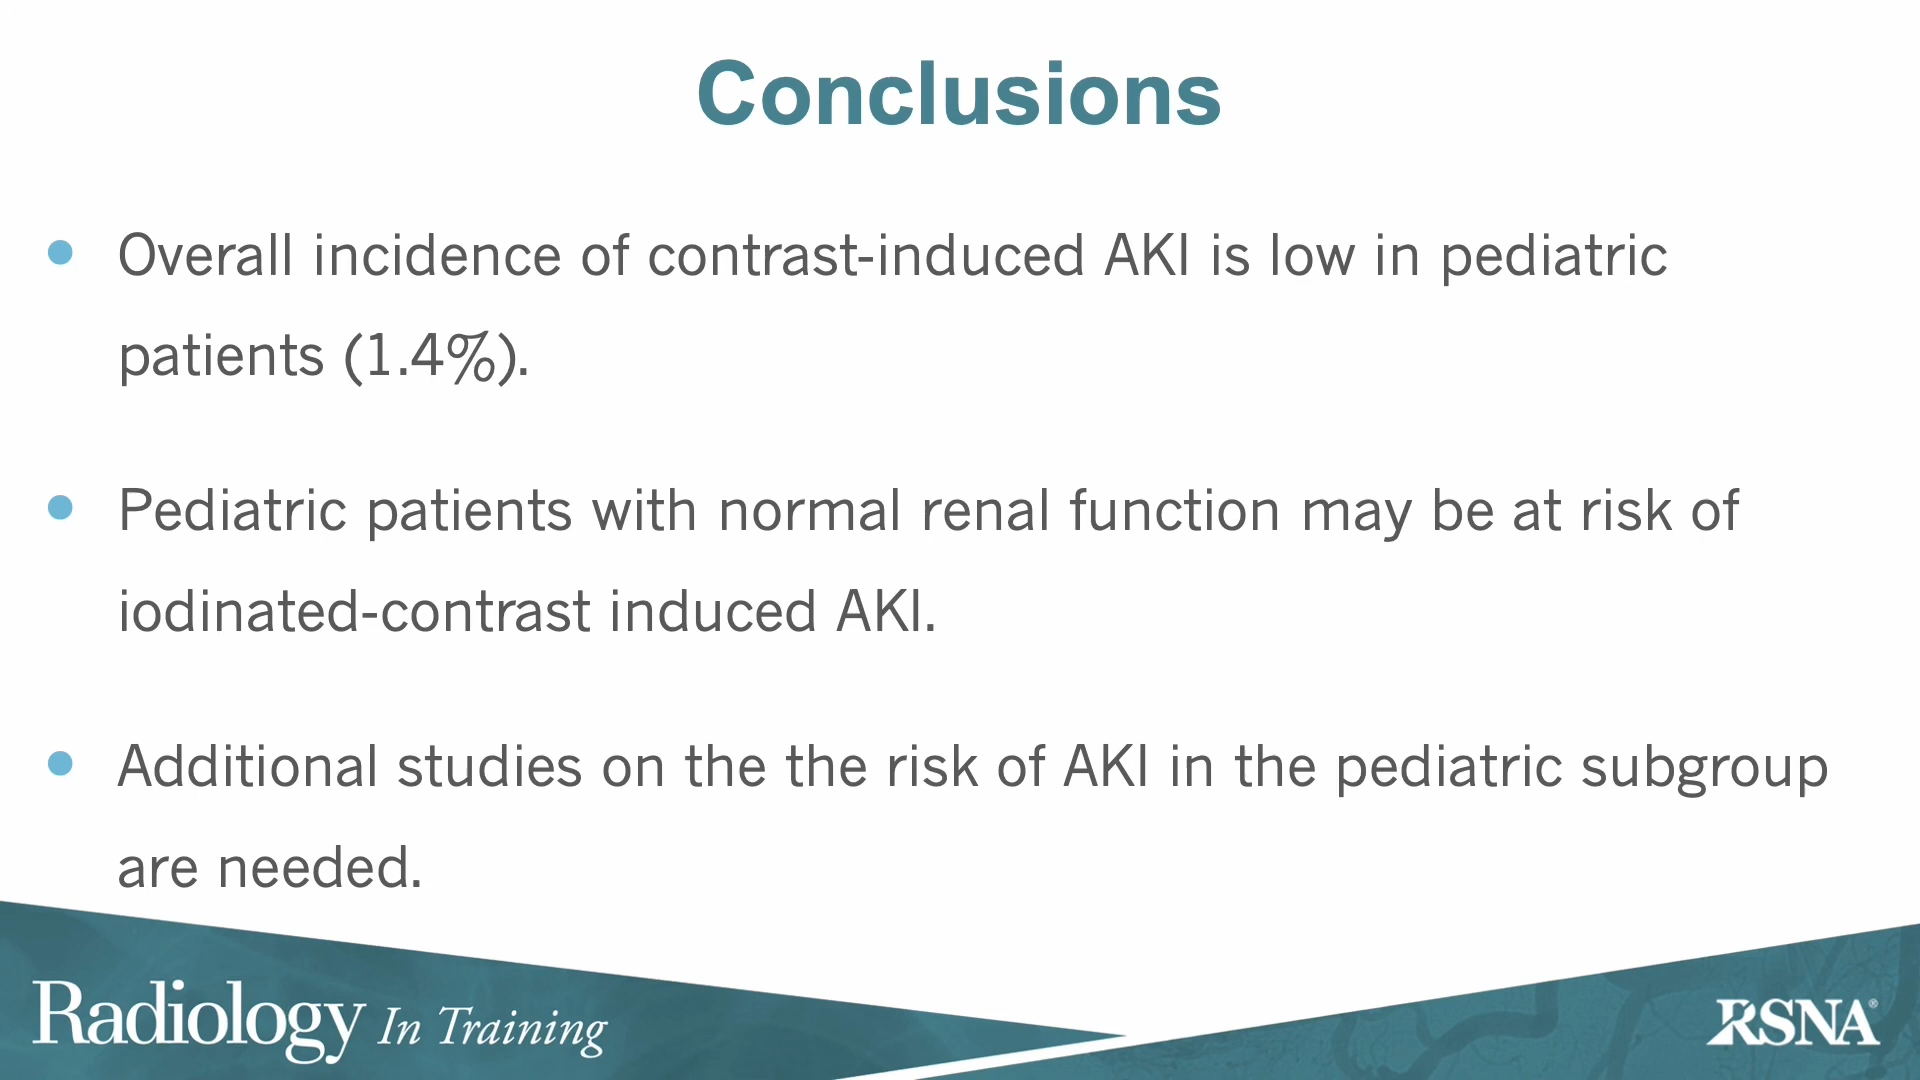 Conclusions
• Overall incidence of contrast-induced AKI is low in pediatric
patients (1.4%).
• Pediatric patients with normal renal function may be at risk of
iodinated-contrast induced AKI.
• Additional studies on the the risk of AKI in the pediatric subgroup
are needed.
Radiology In Training
RSNA®